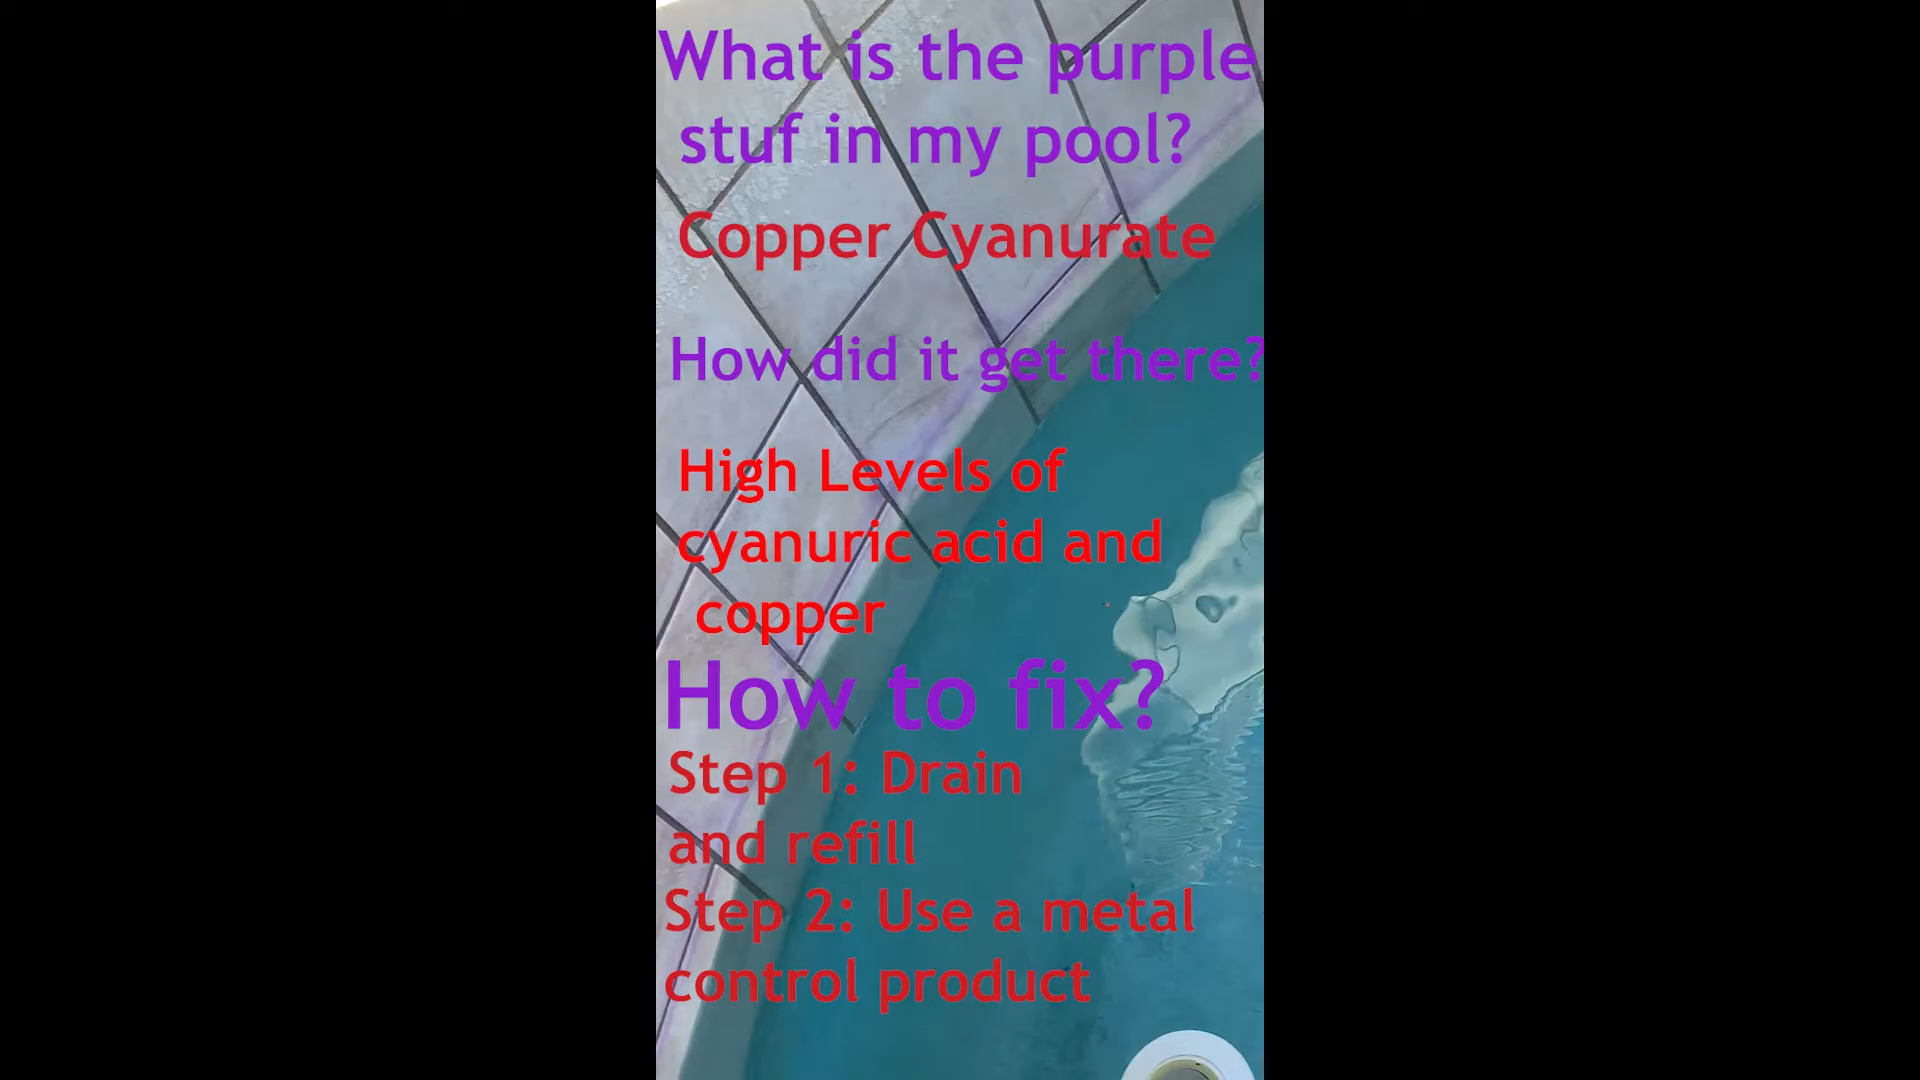 What is the purple
stuf in my pool?
Copper Cyanurate
How did it get there?
High Levels of
cyanuric acid and
copper
How to fix?
Step 1: Drain
and refill
Step 2: Use a metal
control product